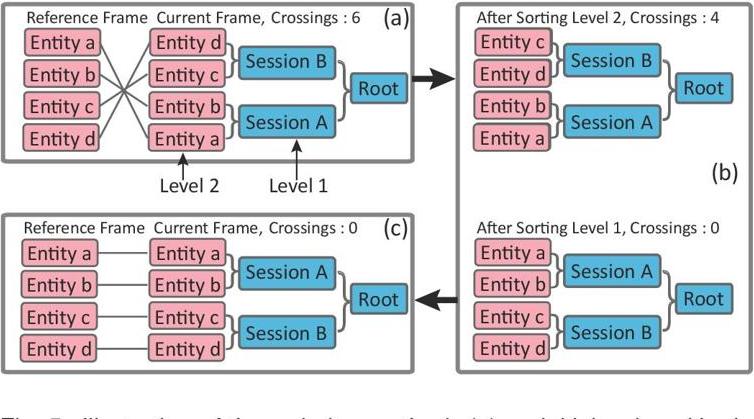 Reference Frame Current Frame, Crossings : 6 (a)
Entity a
Entity b
Entity c
Entity d
Entity d
Entity c
Entity b
Entity a
Session B
Session A
Root
Level 2 Level 1
After Sorting Level 2, Crossings : 4
Entity c
Entity d
Entity b
Entity a
Session B
Session A
Root
(b)
After Sorting Level 1, Crossings : 0
Entity a
Entity b
Entity c
Entity d
Session A
Session B
Root
Reference Frame Current Frame, Crossings : 0 (c)
Entity a
Entity b
Entity c
Entity d
Entity a
Entity b
Entity c
Entity d
Session A
Session B
Root